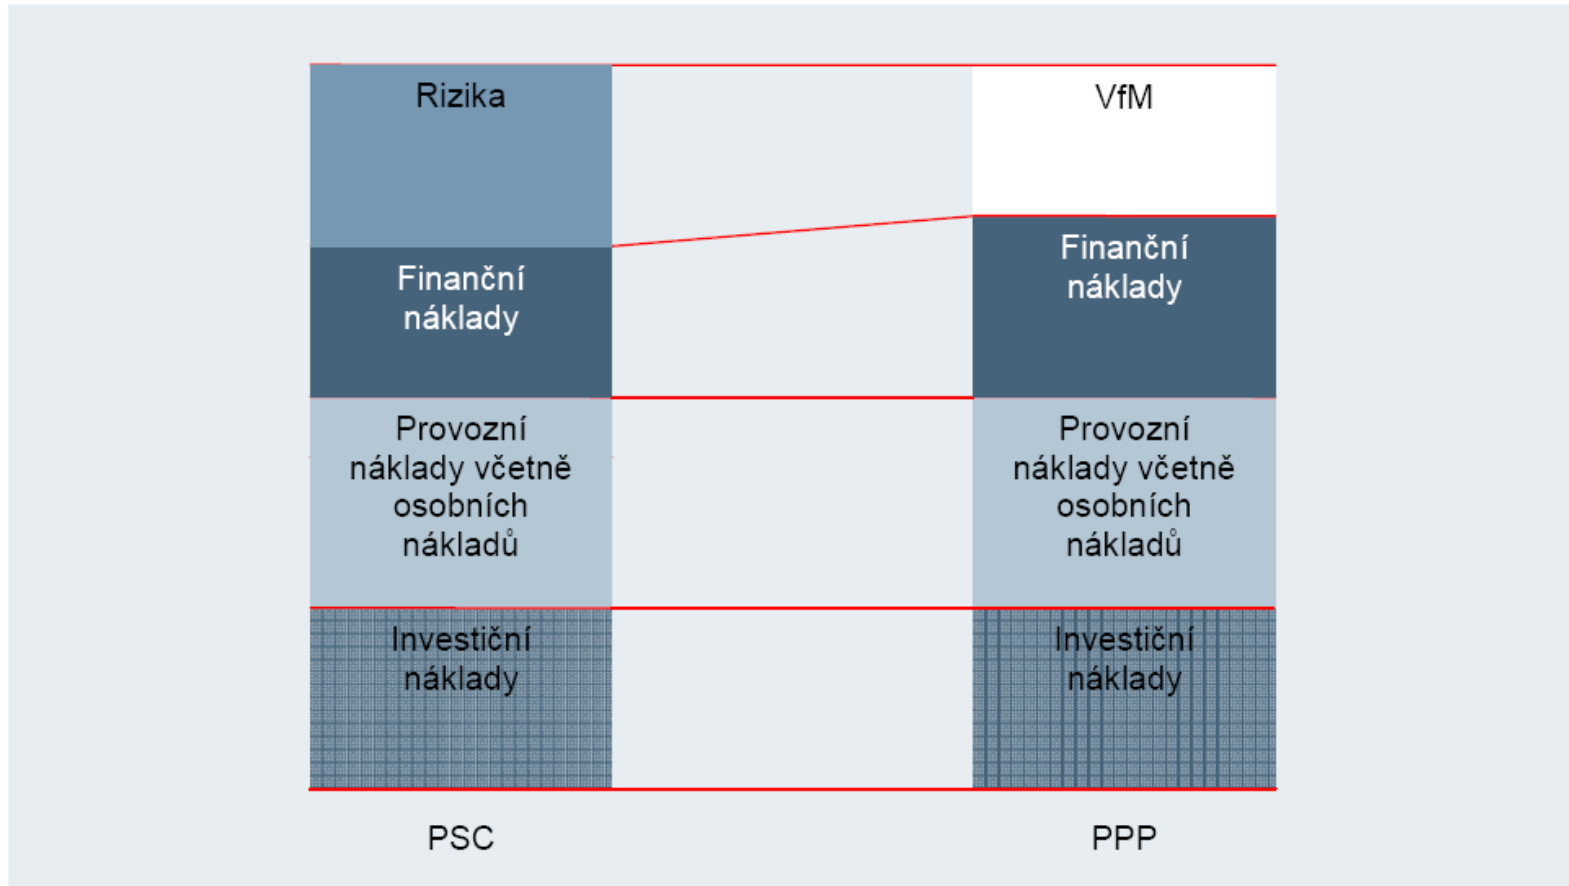 Rizika
Finanční
náklady
Provozní
náklady včetně
osobních
nákladů
Investiční
náklady
PSC
VfM
Finanční
náklady
Provozní
náklady včetně
osobních
nákladů
Investiční
náklady
PPP